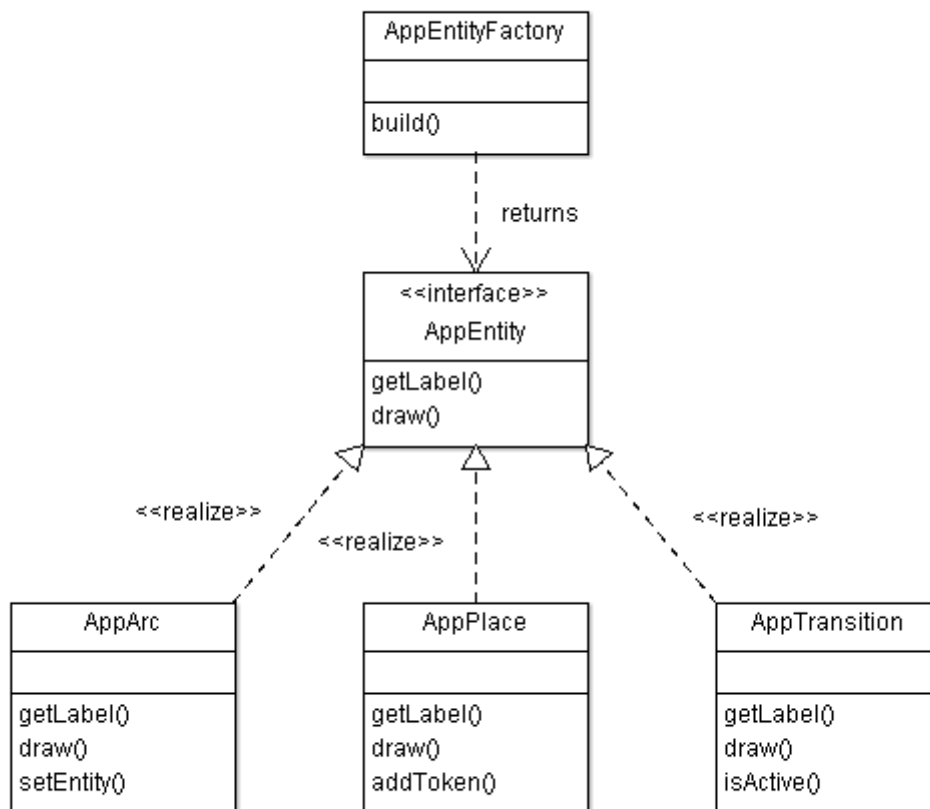 AppEntityFactory
build()
returns
<<interface>>
AppEntity
getLabel()
draw()
<<realize>>
<<realize>>
<<realize>>
AppArc
getLabel()
draw()
setEntity()
AppPlace
getLabel()
draw()
addToken()
AppTransition
getLabel()
draw()
isActive()